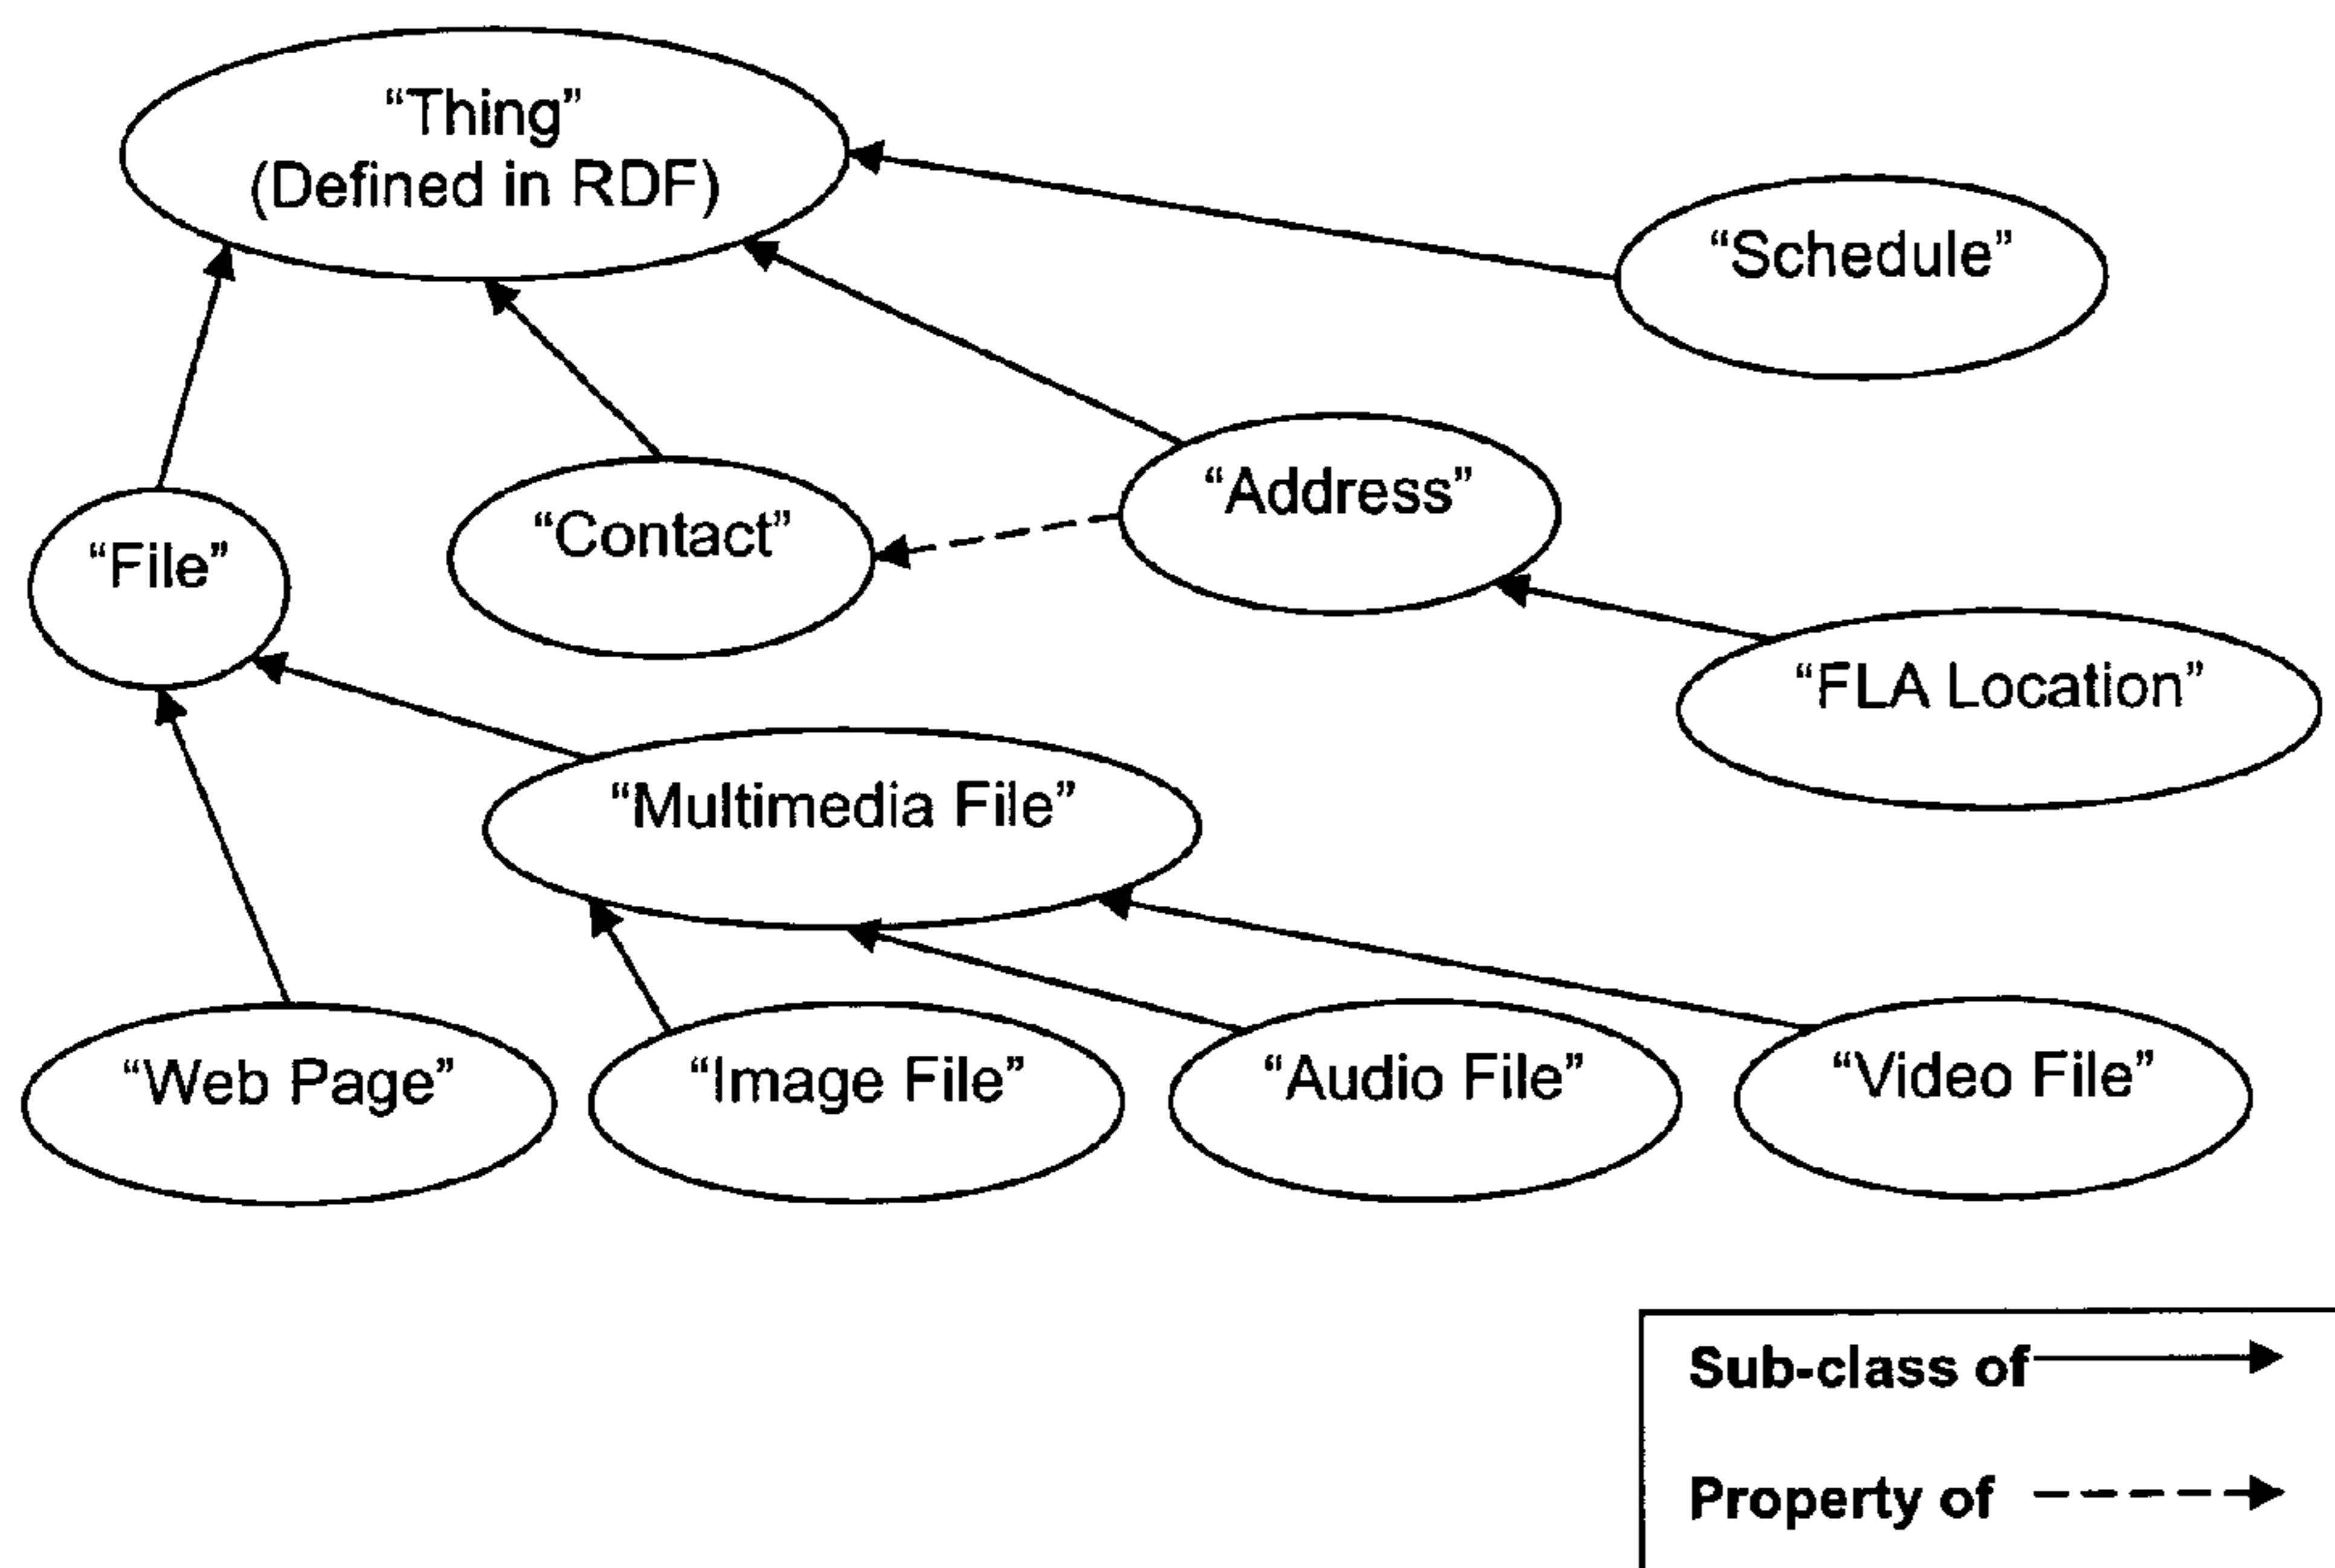 “Thing”
(Defined in RDF)
“Schedule”
“Address”
“Contact”
“File”
“FLA Location”
“Multimedia File”
“Web Page”
“Image File”
“Audio File”
“Video File”
Sub-class of
Property of